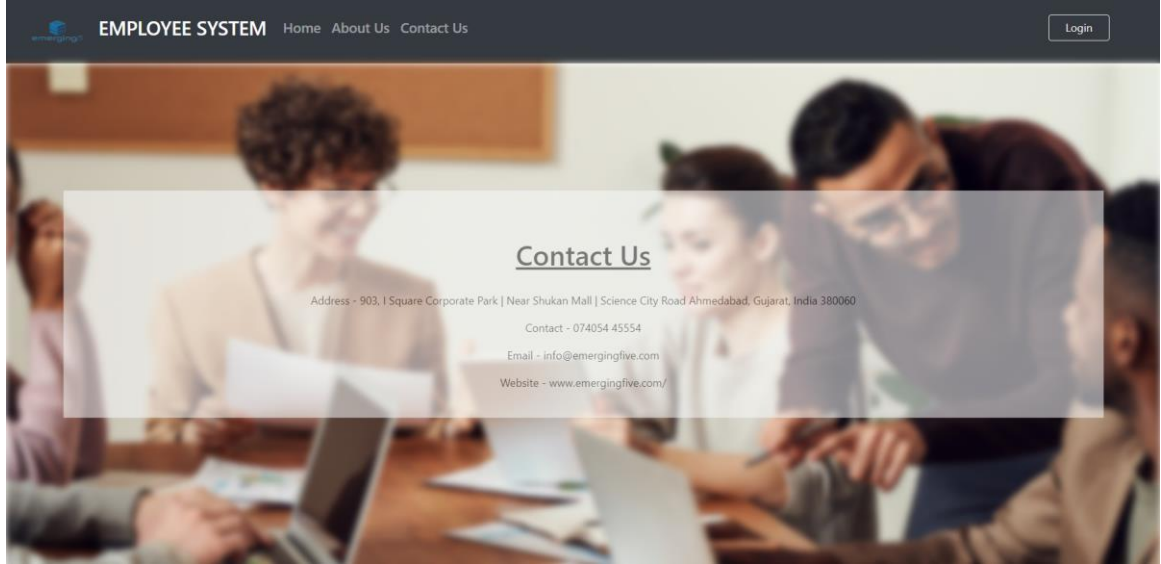 emerging
EMPLOYEE SYSTEM Home About Us Contact Us Login
Contact Us
Address - 903, I Square Corporate Park | Near Shukan Mall | Science City Road Ahmedabad, Gujarat, India 380060
Contact - 074054 45554
Email - info@emergingfive.com
Website - www.emergingfive.com/